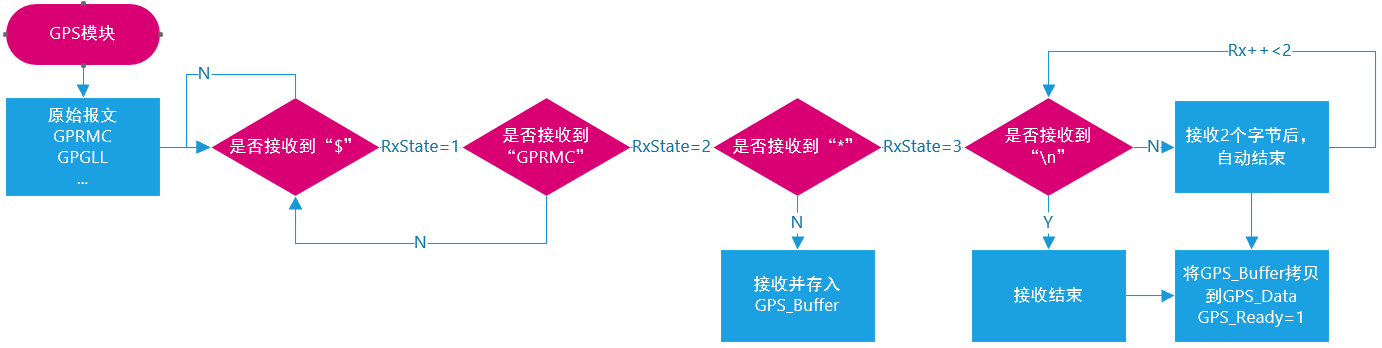 GPS模块
原始报文
GPRMC
GPGLL
...
N
是否接收到“$”
RxState=1
是否接收到
“GPRMC”
N
RxState=2
是否接收到“*”
N
接收并存入
GPS_Buffer
RxState=3
是否接收到
“\n”
Rx++<2
N
接收2个字节后，
自动结束
Y
接收结束
将GPS_Buffer拷贝
到GPS_Data
GPS_Ready=1